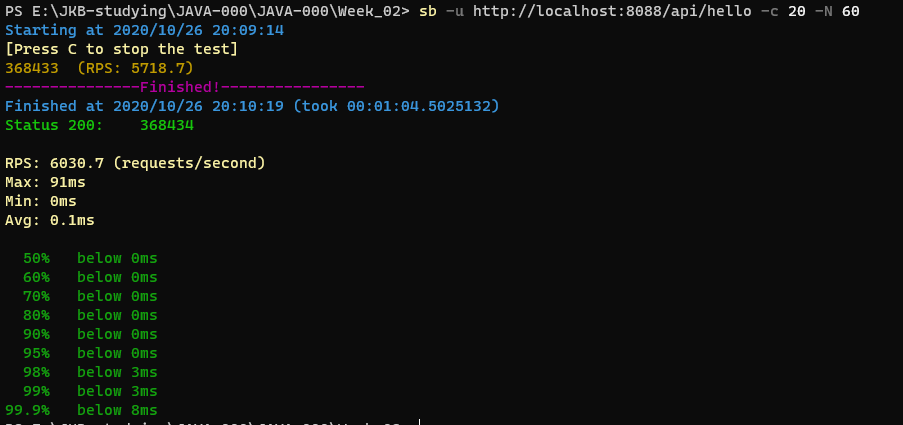 PS E:\JKB-studying\JAVA-000\JAVA-000\Week_02> sb -u http://localhost:8088/api/hello -c 20 -N 60
Starting at 2020/10/26 20:09:14
[Press C to stop the test]
368433  (RPS: 5718.7)
---------------Finished!----------------
Finished at 2020/10/26 20:10:19 (took 00:01:04.5025132)
Status 200:    368434
RPS: 6030.7 (requests/second)
Max: 91ms
Min: 0ms
Avg: 0.1ms
50%   below 0ms
60%   below 0ms
70%   below 0ms
80%   below 0ms
90%   below 0ms
95%   below 0ms
98%   below 3ms
99%   below 3ms
99.9%   below 8ms